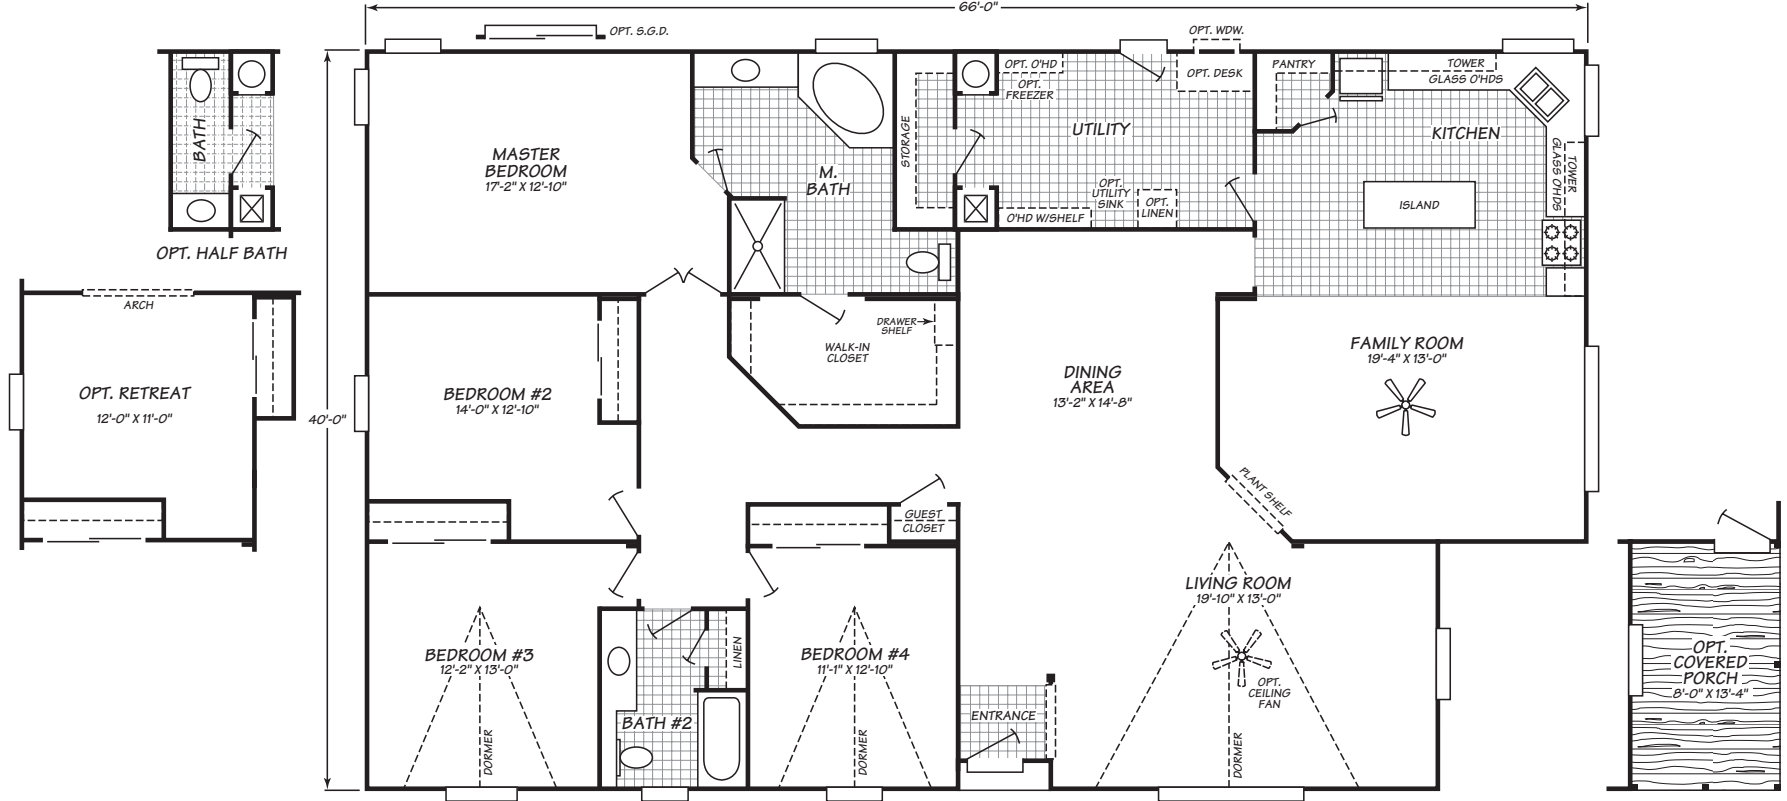 66'-0"
OPT. S.G.D.
OPT. WDW.
BATH
OPT. HALF BATH
MASTER
BEDROOM
17'-2" X 12'-10"
M.
BATH
STORAGE
OPT. O'HD
OPT.
FREEZER
OPT. DESK
UTILITY
OPT.
UTILITY
SINK
OPT.
LINEN
O'HD W/SHELF
PANTRY
TOWER
GLASS O'HDS
KITCHEN
GLASS O'HDS
TOWER
ISLAND
ARCH
OPT. RETREAT
12'-0" X 11'-0"
40'-0"
BEDROOM #2
14'-0" X 12'-10"
DRAWER
SHELF
WALK-IN
CLOSET
DINING
AREA
13'-2" X 14'-8"
FAMILY ROOM
19'-4" X 13'-0"
PLANT SHELF
GUEST
CLOSET
BEDROOM #3
12'-2" X 13'-0"
DORMER
LINEN
BATH #2
BEDROOM #4
11'-1" X 12'-10"
DORMER
ENTRANCE
LIVING ROOM
19'-10" X 13'-0"
OPT.
CEILING
FAN
DORMER
OPT.
COVERED
PORCH
8'-0" X 13'-4"